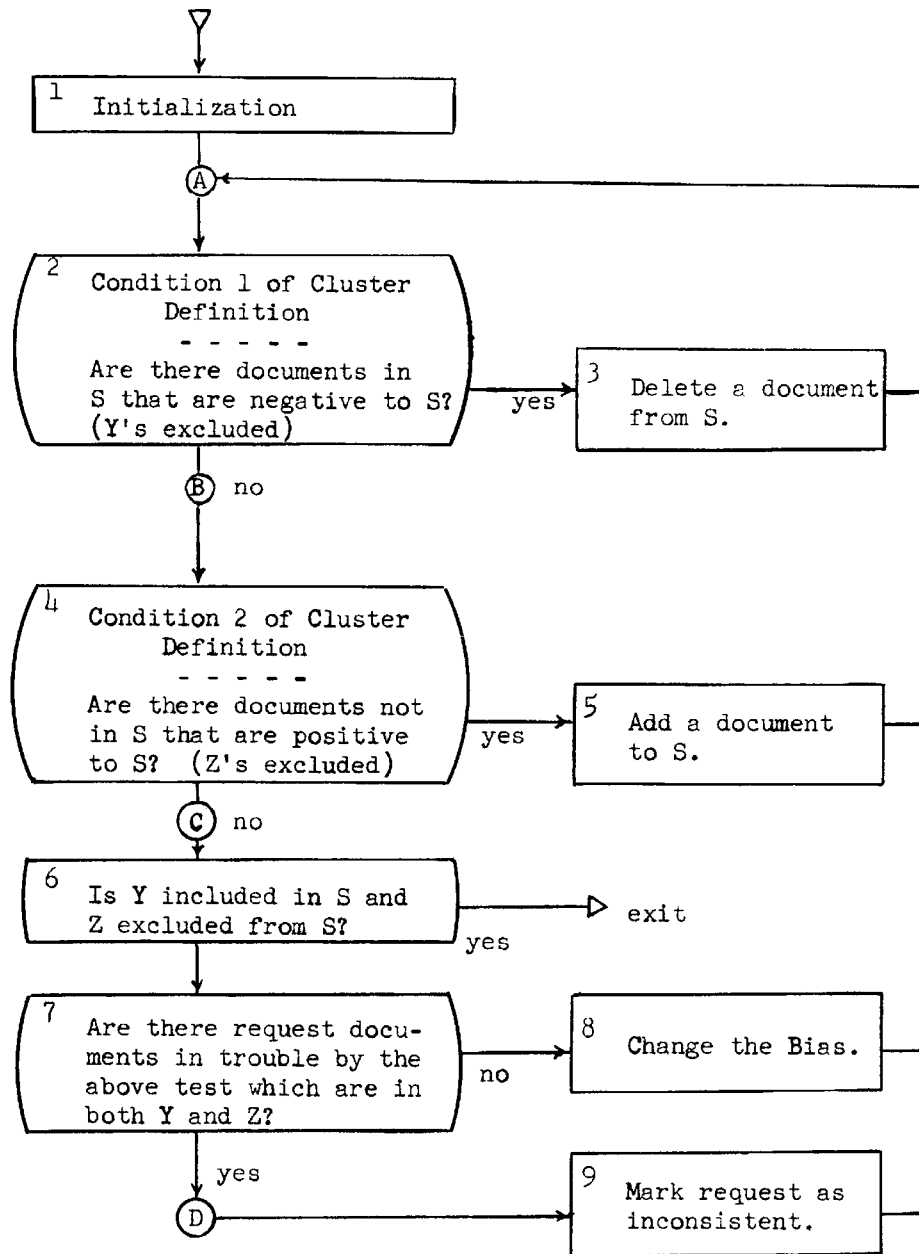 1
Initialization
A
2
Condition 1 of Cluster
Definition
- - - - -
Are there documents in
S that are negative to S?
(Y's excluded)
yes
3
Delete a document
from S.
B no
4
Condition 2 of Cluster
Definition
- - - - -
Are there documents not
in S that are positive
to S? (Z's excluded)
yes
5
Add a document
to S.
C no
6
Is Y included in S and
Z excluded from S?
yes
exit
7
Are there request docu-
ments in trouble by the
above test which are in
both Y and Z?
no
8
Change the Bias.
yes
D
9
Mark request as
inconsistent.